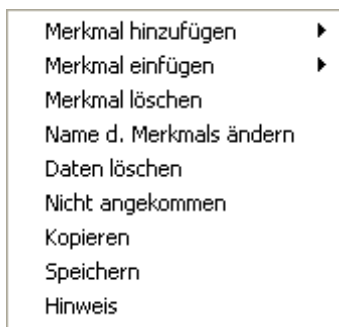 Merkmal hinzufügen
Merkmal einfügen
Merkmal löschen
Name d. Merkmals ändern
Daten löschen
Nicht angekommen
Kopieren
Speichern
Hinweis